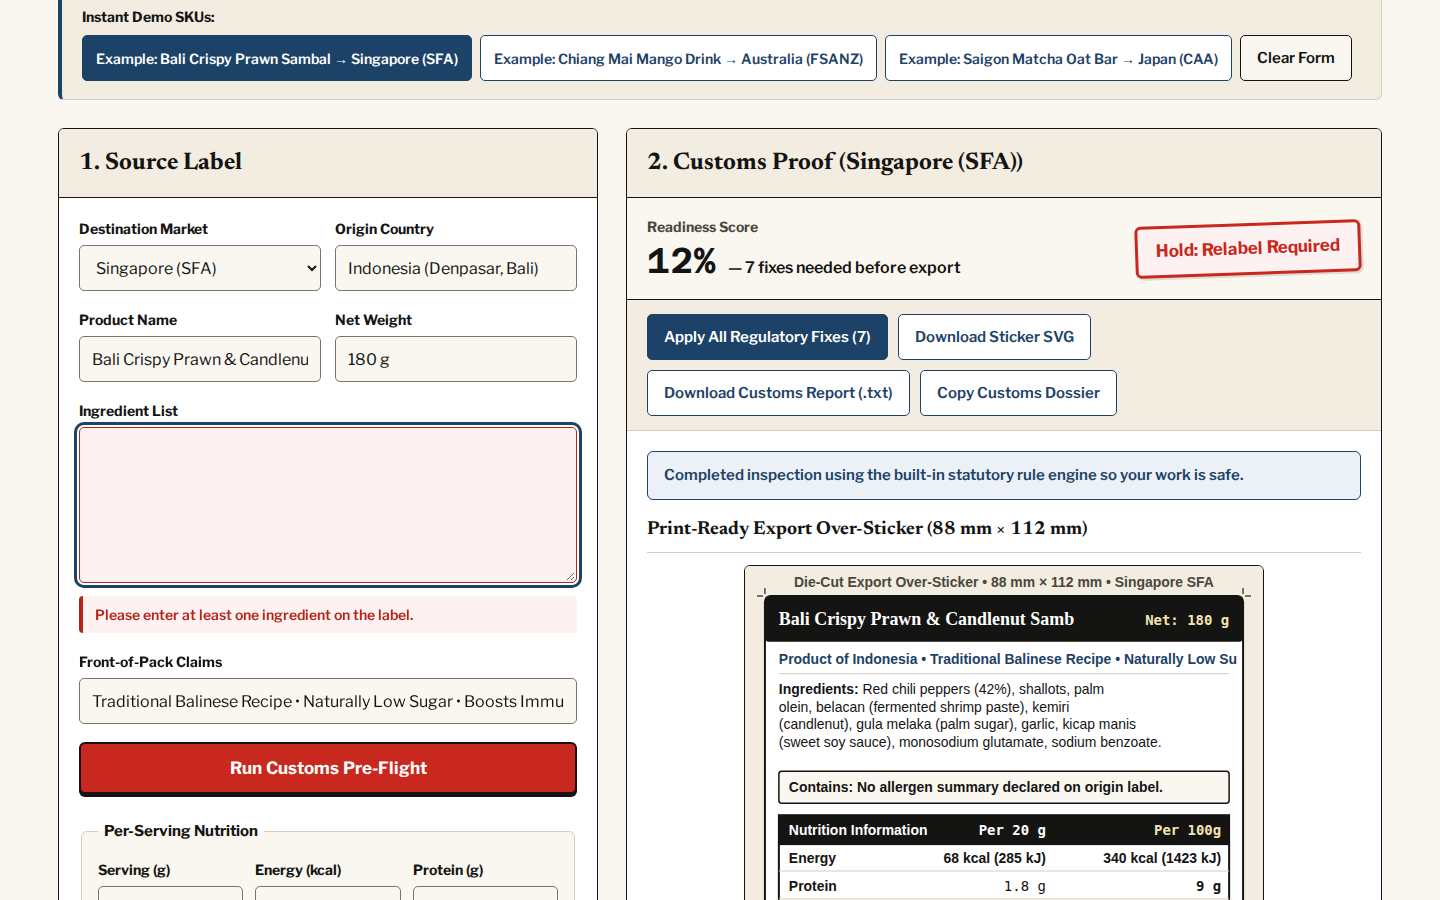 Instant Demo SKUs:
Example: Bali Crispy Prawn Sambal → Singapore (SFA)
Example: Chiang Mai Mango Drink → Australia (FSANZ)
Example: Saigon Matcha Oat Bar → Japan (CAA)
Clear Form
1. Source Label
Destination Market
Origin Country
Singapore (SFA)
Indonesia (Denpasar, Bali)
Product Name
Net Weight
Bali Crispy Prawn & Candlenu
180 g
Ingredient List
Please enter at least one ingredient on the label.
Front-of-Pack Claims
Traditional Balinese Recipe • Naturally Low Sugar • Boosts Immu
Run Customs Pre-Flight
Per-Serving Nutrition
Serving (g)
Energy (kcal)
Protein (g)
2. Customs Proof (Singapore (SFA))
Readiness Score
12% — 7 fixes needed before export
Hold: Relabel Required
Apply All Regulatory Fixes (7)
Download Sticker SVG
Download Customs Report (.txt)
Copy Customs Dossier
Completed inspection using the built-in statutory rule engine so your work is safe.
Print-Ready Export Over-Sticker (88 mm × 112 mm)
Die-Cut Export Over-Sticker • 88 mm × 112 mm • Singapore SFA
Bali Crispy Prawn & Candlenut Samb
Net: 180 g
Product of Indonesia • Traditional Balinese Recipe • Naturally Low Su
Ingredients: Red chili peppers (42%), shallots, palm
olein, belacan (fermented shrimp paste), kemiri
(candlenut), gula melaka (palm sugar), garlic, kicap manis
(sweet soy sauce), monosodium glutamate, sodium benzoate.
Contains: No allergen summary declared on origin label.
Nutrition Information Per 20 g Per 100g
Energy 68 kcal (285 kJ) 340 kcal (1423 kJ)
Protein 1.8 g 9 g